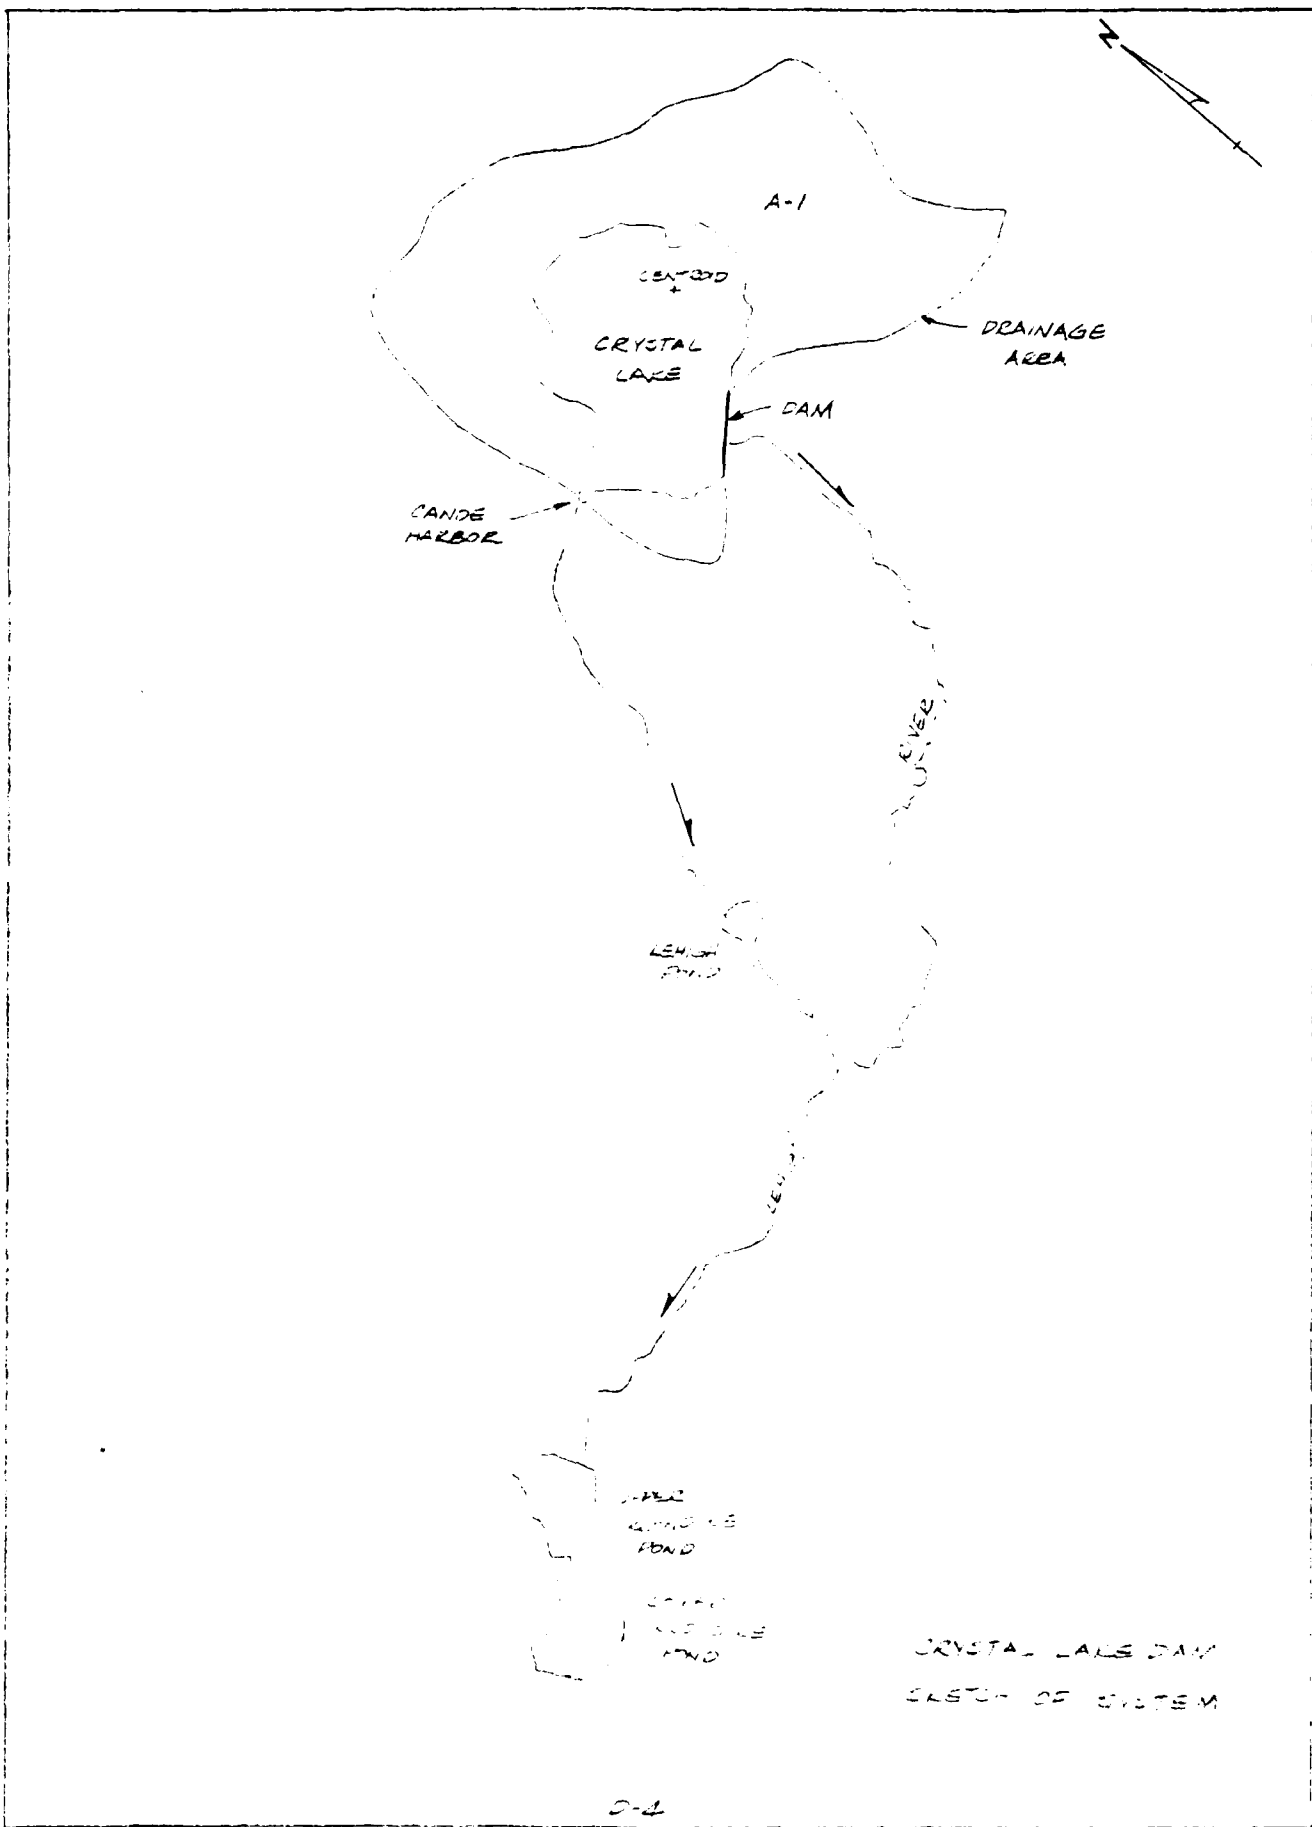 N
A-1
CENTROID
+
CRYSTAL
LAKE
DRAINAGE
AREA
DAM
CANOE
HARBOR
RIVER
LEHIGH
POND
LEHIGH
POND
POND
CRYSTAL LAKE DAM
SKETCH OF SYSTEM
D-4